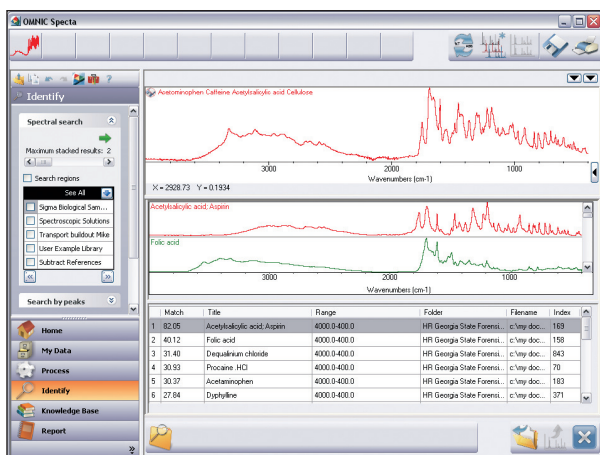 OMNIC Specta
Identify
Spectral search
Maximum stacked results: 2
Search regions
See All
Sigma Biological Sam...
Spectroscopic Solutions
Transport buildout Mike
User Example Library
Subtract References
Search by peaks
Home
My Data
Process
Identify
Knowledge Base
Report
Acetominophen Caffeine Acetylsalicylic acid Cellulose
3000 2000 1000
Wavenumbers (cm-1)
X = 2928.73 Y = 0.1934
Acetylsalicylic acid; Aspirin
Folic acid
3000 2000 1000
Wavenumbers (cm-1)
Match Title Range Folder Filename Index
1 82.05 Acetylsalicylic acid; Aspirin 4000.0-400.0 HR Georgia State Forensi... c:\my doc... 169
2 40.12 Folic acid 4000.0-400.0 HR Georgia State Forensi... c:\my doc... 158
3 31.40 Dequalinium chloride 4000.0-400.0 HR Georgia State Forensi... c:\my doc... 843
4 30.93 Procaine .HCl 4000.0-400.0 HR Georgia State Forensi... c:\my doc... 70
5 30.37 Acetaminophen 4000.0-400.0 HR Georgia State Forensi... c:\my doc... 183
6 27.84 Dyphylline 4000.0-400.0 HR Georgia State Forensi... c:\my doc... 371